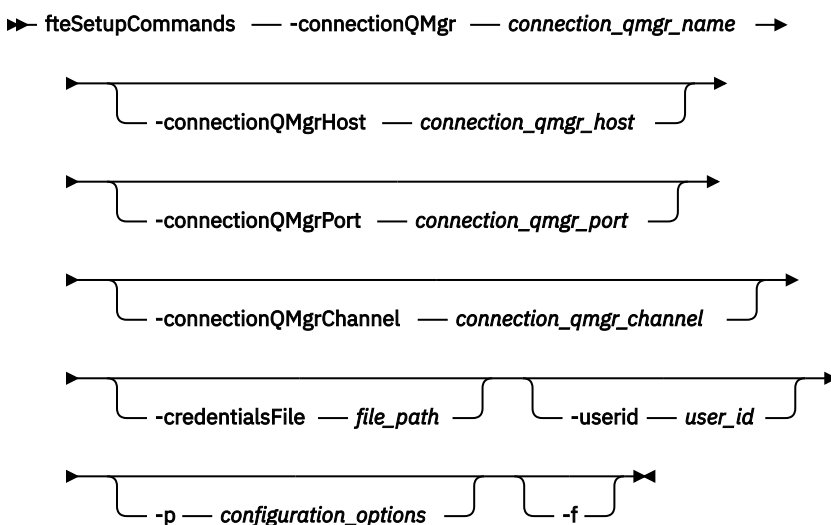 fteSetupCommands -connectionQMgr connection_qmgr_name
-connectionQMgrHost connection_qmgr_host
-connectionQMgrPort connection_qmgr_port
-connectionQMgrChannel connection_qmgr_channel
-credentialsFile file_path -userid user_id
-p configuration_options -f